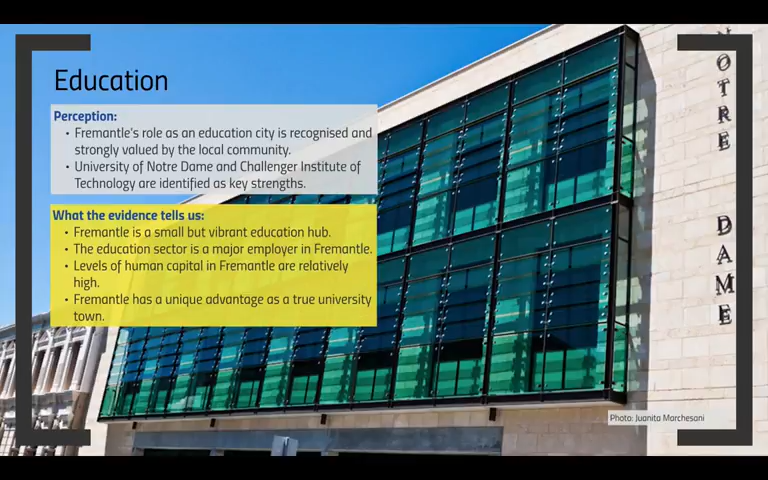 Education
Perception:
• Fremantle's role as an education city is recognised and
strongly valued by the local community.
• University of Notre Dame and Challenger Institute of
Technology are identified as key strengths.
What the evidence tells us:
• Fremantle is a small but vibrant education hub.
• The education sector is a major employer in Fremantle.
• Levels of human capital in Fremantle are relatively
high.
• Fremantle has a unique advantage as a true university
town.
NOTRE DAME
Photo: Juanita Marchesani